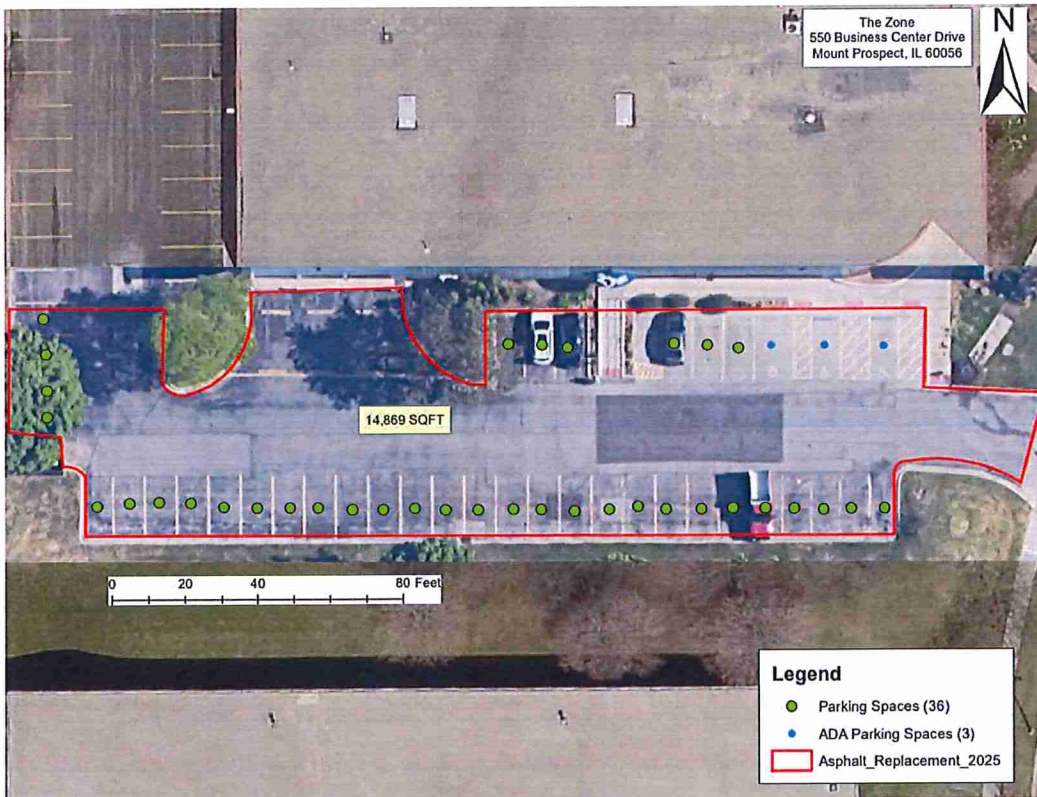 The Zone
550 Business Center Drive
Mount Prospect, IL 60056
N
14,869 SQFT
0 20 40 80 Feet
Legend
Parking Spaces (36)
ADA Parking Spaces (3)
Asphalt_Replacement_2025